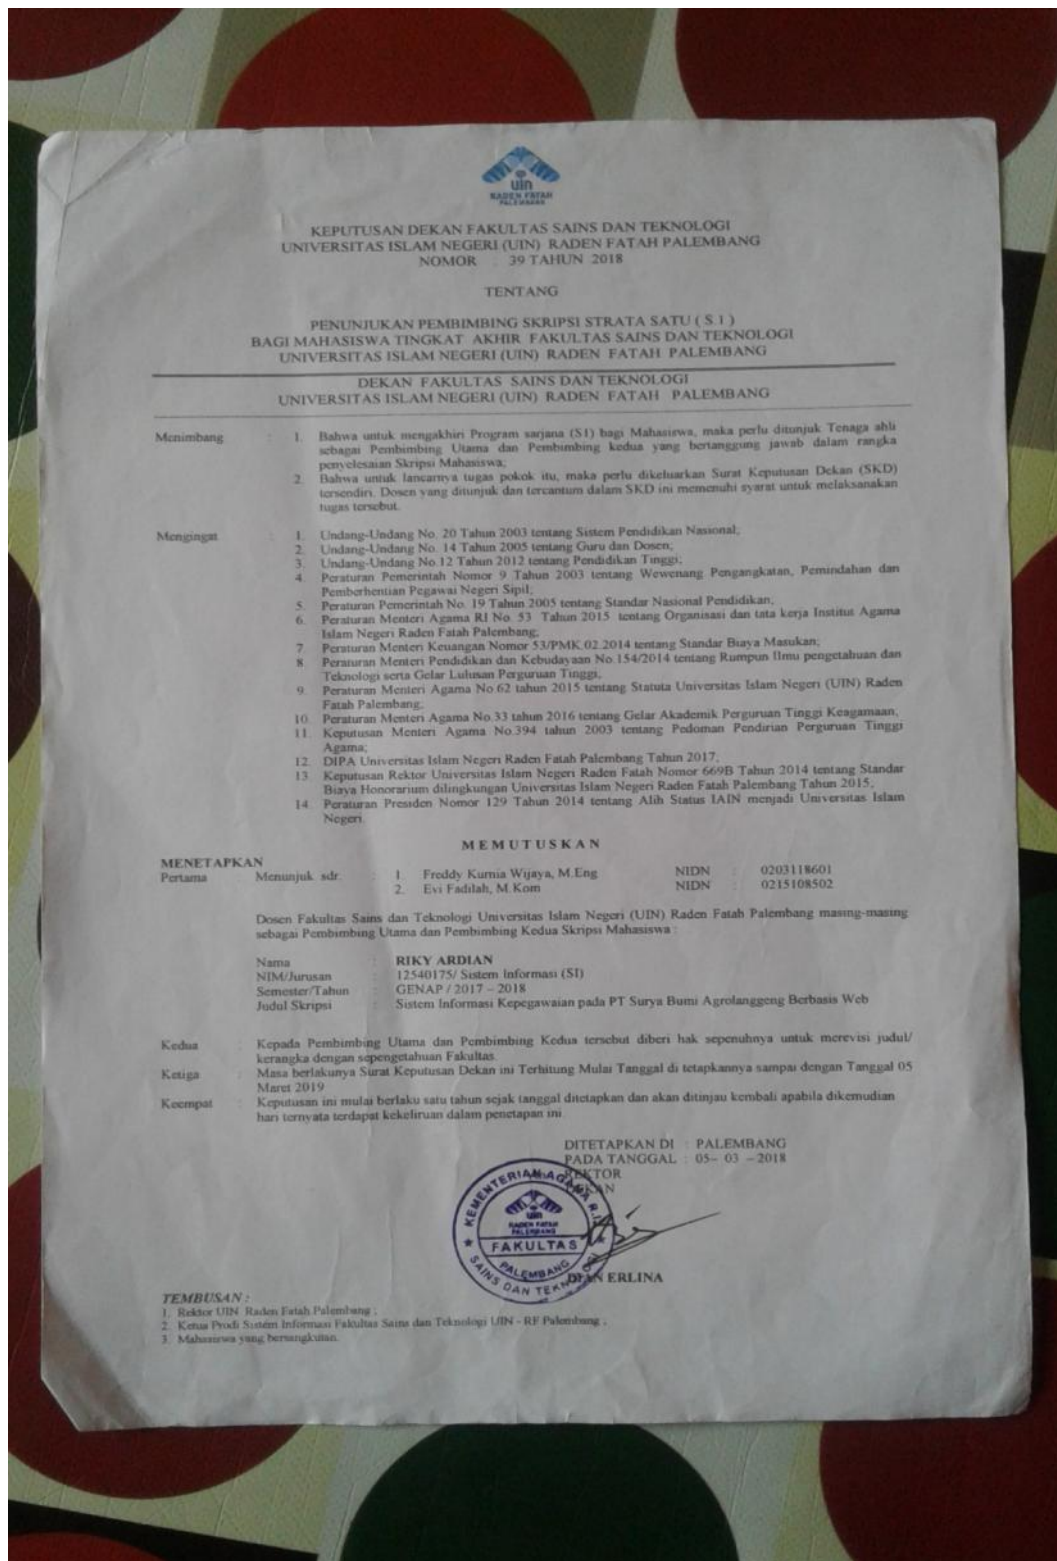 uin
RADEN FATAH
PALEMBANG
KEPUTUSAN DEKAN FAKULTAS SAINS DAN TEKNOLOGI
UNIVERSITAS ISLAM NEGERI (UIN) RADEN FATAH PALEMBANG
NOMOR : 39 TAHUN 2018
TENTANG
PENUNJUKAN PEMBIMBING SKRIPSI STRATA SATU ( S.1 )
BAGI MAHASISWA TINGKAT AKHIR FAKULTAS SAINS DAN TEKNOLOGI
UNIVERSITAS ISLAM NEGERI (UIN) RADEN FATAH PALEMBANG
DEKAN FAKULTAS SAINS DAN TEKNOLOGI
UNIVERSITAS ISLAM NEGERI (UIN) RADEN FATAH PALEMBANG
Menimbang : 1. Bahwa untuk mengakhiri Program sarjana (S1) bagi Mahasiswa, maka perlu ditunjuk Tenaga ahli
sebagai Pembimbing Utama dan Pembimbing kedua yang bertanggung jawab dalam rangka
penyelesaian Skripsi Mahasiswa;
2. Bahwa untuk lancarnya tugas pokok itu, maka perlu dikeluarkan Surat Keputusan Dekan (SKD)
tersendiri. Dosen yang ditunjuk dan tercantum dalam SKD ini memenuhi syarat untuk melaksanakan
tugas tersebut.
Mengingat : 1. Undang-Undang No. 20 Tahun 2003 tentang Sistem Pendidikan Nasional;
2. Undang-Undang No. 14 Tahun 2005 tentang Guru dan Dosen;
3. Undang-Undang No.12 Tahun 2012 tentang Pendidikan Tinggi;
4. Peraturan Pemerintah Nomor 9 Tahun 2003 tentang Wewenang Pengangkatan, Pemindahan dan
Pemberhentian Pegawai Negeri Sipil;
5. Peraturan Pemerintah No. 19 Tahun 2005 tentang Standar Nasional Pendidikan;
6. Peraturan Menteri Agama RI No. 53 Tahun 2015 tentang Organisasi dan tata kerja Institut Agama
Islam Negeri Raden Fatah Palembang;
7. Peraturan Menteri Keuangan Nomor 53/PMK.02.2014 tentang Standar Biaya Masukan;
8. Peraturan Menteri Pendidikan dan Kebudayaan No.154/2014 tentang Rumpun Ilmu pengetahuan dan
Teknologi serta Gelar Lulusan Perguruan Tinggi;
9. Peraturan Menteri Agama No.62 tahun 2015 tentang Statuta Universitas Islam Negeri (UIN) Raden
Fatah Palembang;
10. Peraturan Menteri Agama No.33 tahun 2016 tentang Gelar Akademik Perguruan Tinggi Keagamaan;
11. Keputusan Menteri Agama No.394 tahun 2003 tentang Pedoman Pendirian Perguruan Tinggi
Agama;
12. DIPA Universitas Islam Negeri Raden Fatah Palembang Tahun 2017;
13. Keputusan Rektor Universitas Islam Negeri Raden Fatah Nomor 669B Tahun 2014 tentang Standar
Biaya Honorarium dilingkungan Universitas Islam Negeri Raden Fatah Palembang Tahun 2015;
14. Peraturan Presiden Nomor 129 Tahun 2014 tentang Alih Status IAIN menjadi Universitas Islam
Negeri.
MEMUTUSKAN
MENETAPKAN
Pertama Menunjuk sdr. : 1. Freddy Kurnia Wijaya, M.Eng NIDN : 0203118601
2. Evi Fadilah, M.Kom NIDN : 0215108502
Dosen Fakultas Sains dan Teknologi Universitas Islam Negeri (UIN) Raden Fatah Palembang masing-masing
sebagai Pembimbing Utama dan Pembimbing Kedua Skripsi Mahasiswa :
Nama : RIKY ARDIAN
NIM/Jurusan : 12540175/ Sistem Informasi (SI)
Semester/Tahun : GENAP / 2017 – 2018
Judul Skripsi : Sistem Informasi Kepegawaian pada PT Surya Bumi Agrolanggeng Berbasis Web
Kedua : Kepada Pembimbing Utama dan Pembimbing Kedua tersebut diberi hak sepenuhnya untuk merevisi judul/
kerangka dengan sepengetahuan Fakultas.
Ketiga : Masa berlakunya Surat Keputusan Dekan ini Terhitung Mulai Tanggal di tetapkannya sampai dengan Tanggal 05
Maret 2019
Keempat : Keputusan ini mulai berlaku satu tahun sejak tanggal ditetapkan dan akan ditinjau kembali apabila dikemudian
hari ternyata terdapat kekeliruan dalam penetapan ini.
DITETAPKAN DI : PALEMBANG
PADA TANGGAL : 05– 03 – 2018
REKTOR
DEKAN
KEMENTERIAN AGAMA R.I
uin
RADEN FATAH
PALEMBANG
FAKULTAS
PALEMBANG
SAINS DAN TEKNOLOGI
DIAN ERLINA
TEMBUSAN :
1. Rektor UIN Raden Fatah Palembang ;
2. Ketua Prodi Sistem Informasi Fakultas Sains dan Teknologi UIN - RF Palembang ;
3. Mahasiswa yang bersangkutan.